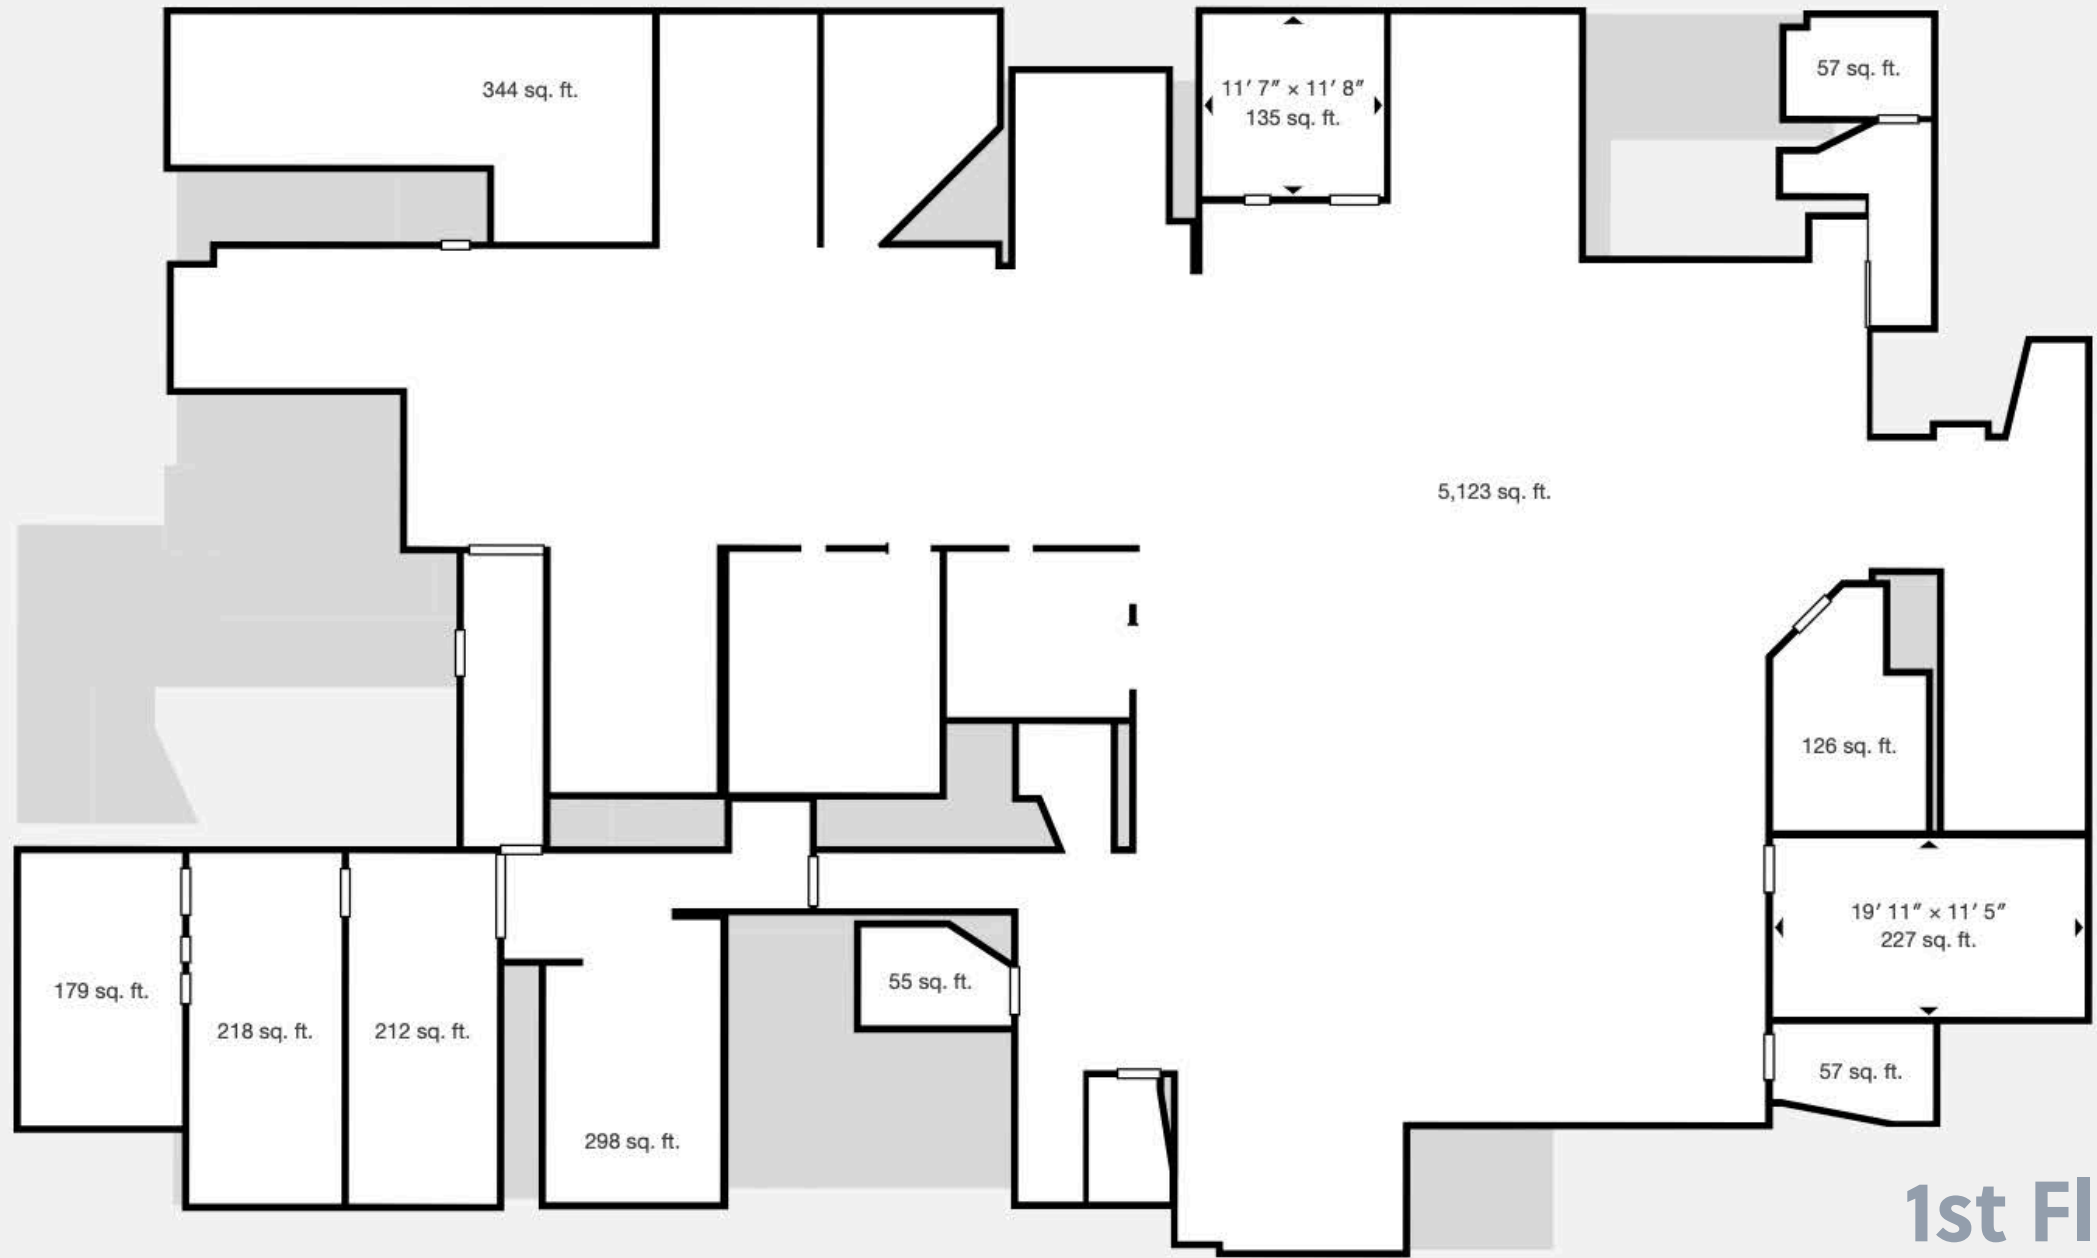 57 sq. ft.
344 sq. ft.
11′ 7″ × 11′ 8″
135 sq. ft.
5,123 sq. ft.
126 sq. ft.
19′ 11″ × 11′ 5″
227 sq. ft.
55 sq. ft.
179 sq. ft.
218 sq. ft.
212 sq. ft.
57 sq. ft.
298 sq. ft.
1st Fl